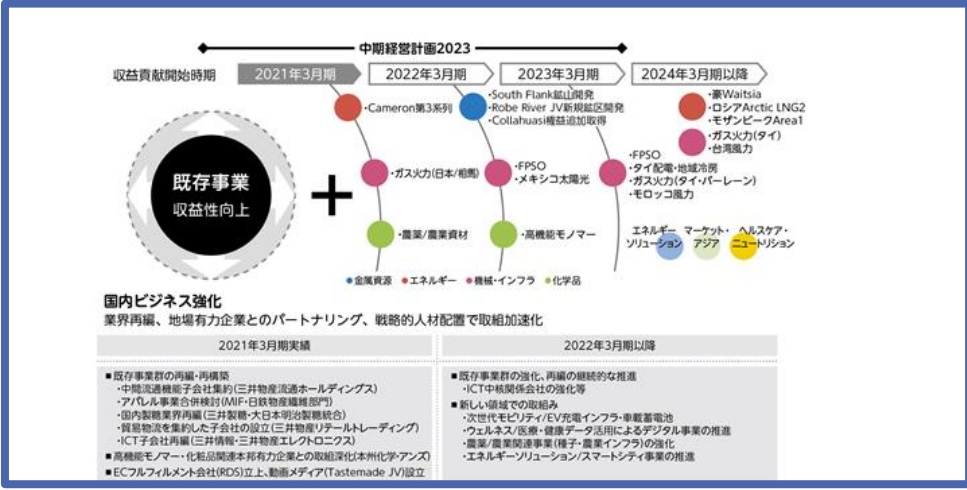 中期経営計画2023
収益貢献開始時期
2021年3月期
2022年3月期
2023年3月期
2024年3月期以降
既存事業
収益性向上
+
・Cameron第3系列
・ガス火力(日本/相馬)
・農薬/農業資材
・South Flank鉱山開発
・Robe River JV新規鉱区開発
・Collahuasi権益追加取得
・FPSO
・メキシコ太陽光
・高機能モノマー
・FPSO
・タイ配電・地域冷房
・ガス火力(タイ・バーレーン)
・モロッコ風力
・豪Waitsia
・ロシアArctic LNG2
・モザンビークArea1
・ガス火力(タイ)
・台湾風力
エネルギー
ソリューション
マーケット・
アジア
ヘルスケア・
ニュートリション
●金属資源 ●エネルギー ●機械・インフラ ●化学品
国内ビジネス強化
業界再編、地場有力企業とのパートナリング、戦略的人材配置で取組加速化
2021年3月期実績
■既存事業群の再編・再構築
・中間流通機能子会社集約(三井物産流通ホールディングス)
・アパレル事業合併検討(MIF・日鉄物産繊維部門)
・国内製糖業界再編(三井製糖・大日本明治製糖統合)
・貿易物流を集約した子会社の設立(三井物産リテールトレーディング)
・ICT子会社再編(三井情報・三井物産エレクトロニクス)
■高機能モノマー・化粧品関連本邦有力企業との取組深化(本州化学・アンズ)
■ECフルフィルメント会社(RDS)立上、動画メディア(Tastemade JV)設立
2022年3月期以降
■既存事業群の強化、再編の継続的な推進
・ICT中核関係会社の強化等
■新しい領域での取組み
・次世代モビリティ/EV充電インフラ・車載蓄電池
・ウェルネス/医療・健康データ活用によるデジタル事業の推進
・農薬/農業関連事業(種子・農業インフラ)の強化
・エネルギーソリューション/スマートシティ事業の推進